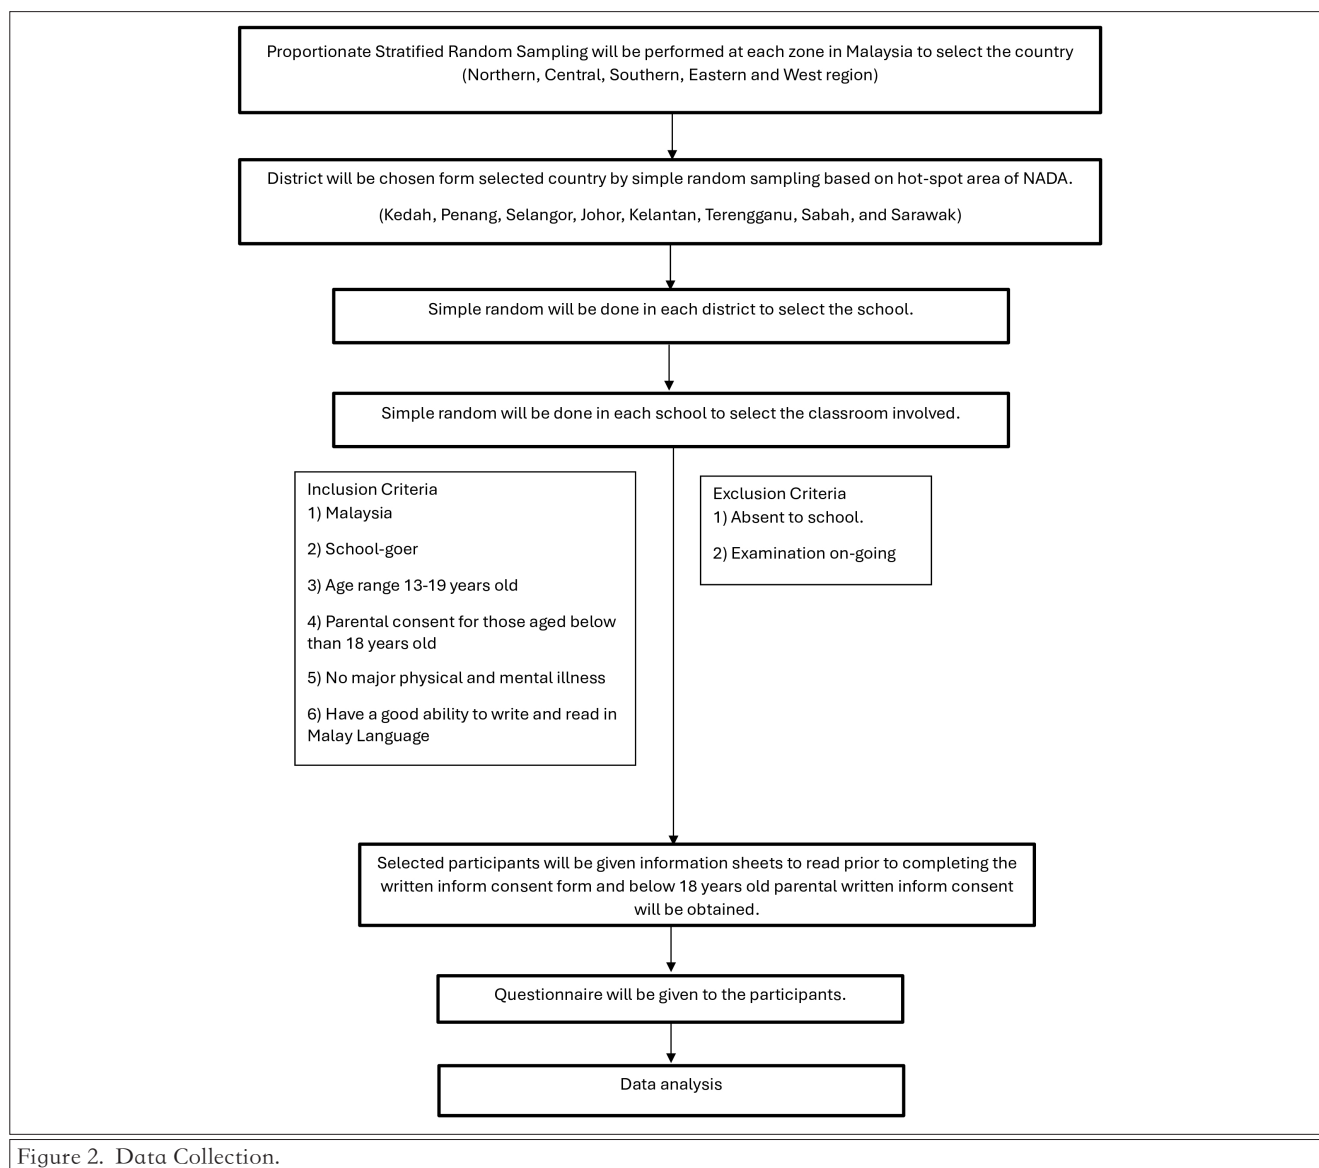 Proportionate Stratified Random Sampling will be performed at each zone in Malaysia to select the country
(Northern, Central, Southern, Eastern and West region)
District will be chosen form selected country by simple random sampling based on hot-spot area of NADA.
(Kedah, Penang, Selangor, Johor, Kelantan, Terengganu, Sabah, and Sarawak)
Simple random will be done in each district to select the school.
Simple random will be done in each school to select the classroom involved.
Inclusion Criteria
1) Malaysia
2) School-goer
3) Age range 13-19 years old
4) Parental consent for those aged below
than 18 years old
5) No major physical and mental illness
6) Have a good ability to write and read in
Malay Language
Exclusion Criteria
1) Absent to school.
2) Examination on-going
Selected participants will be given information sheets to read prior to completing the
written inform consent form and below 18 years old parental written inform consent
will be obtained.
Questionnaire will be given to the participants.
Data analysis
Figure 2. Data Collection.